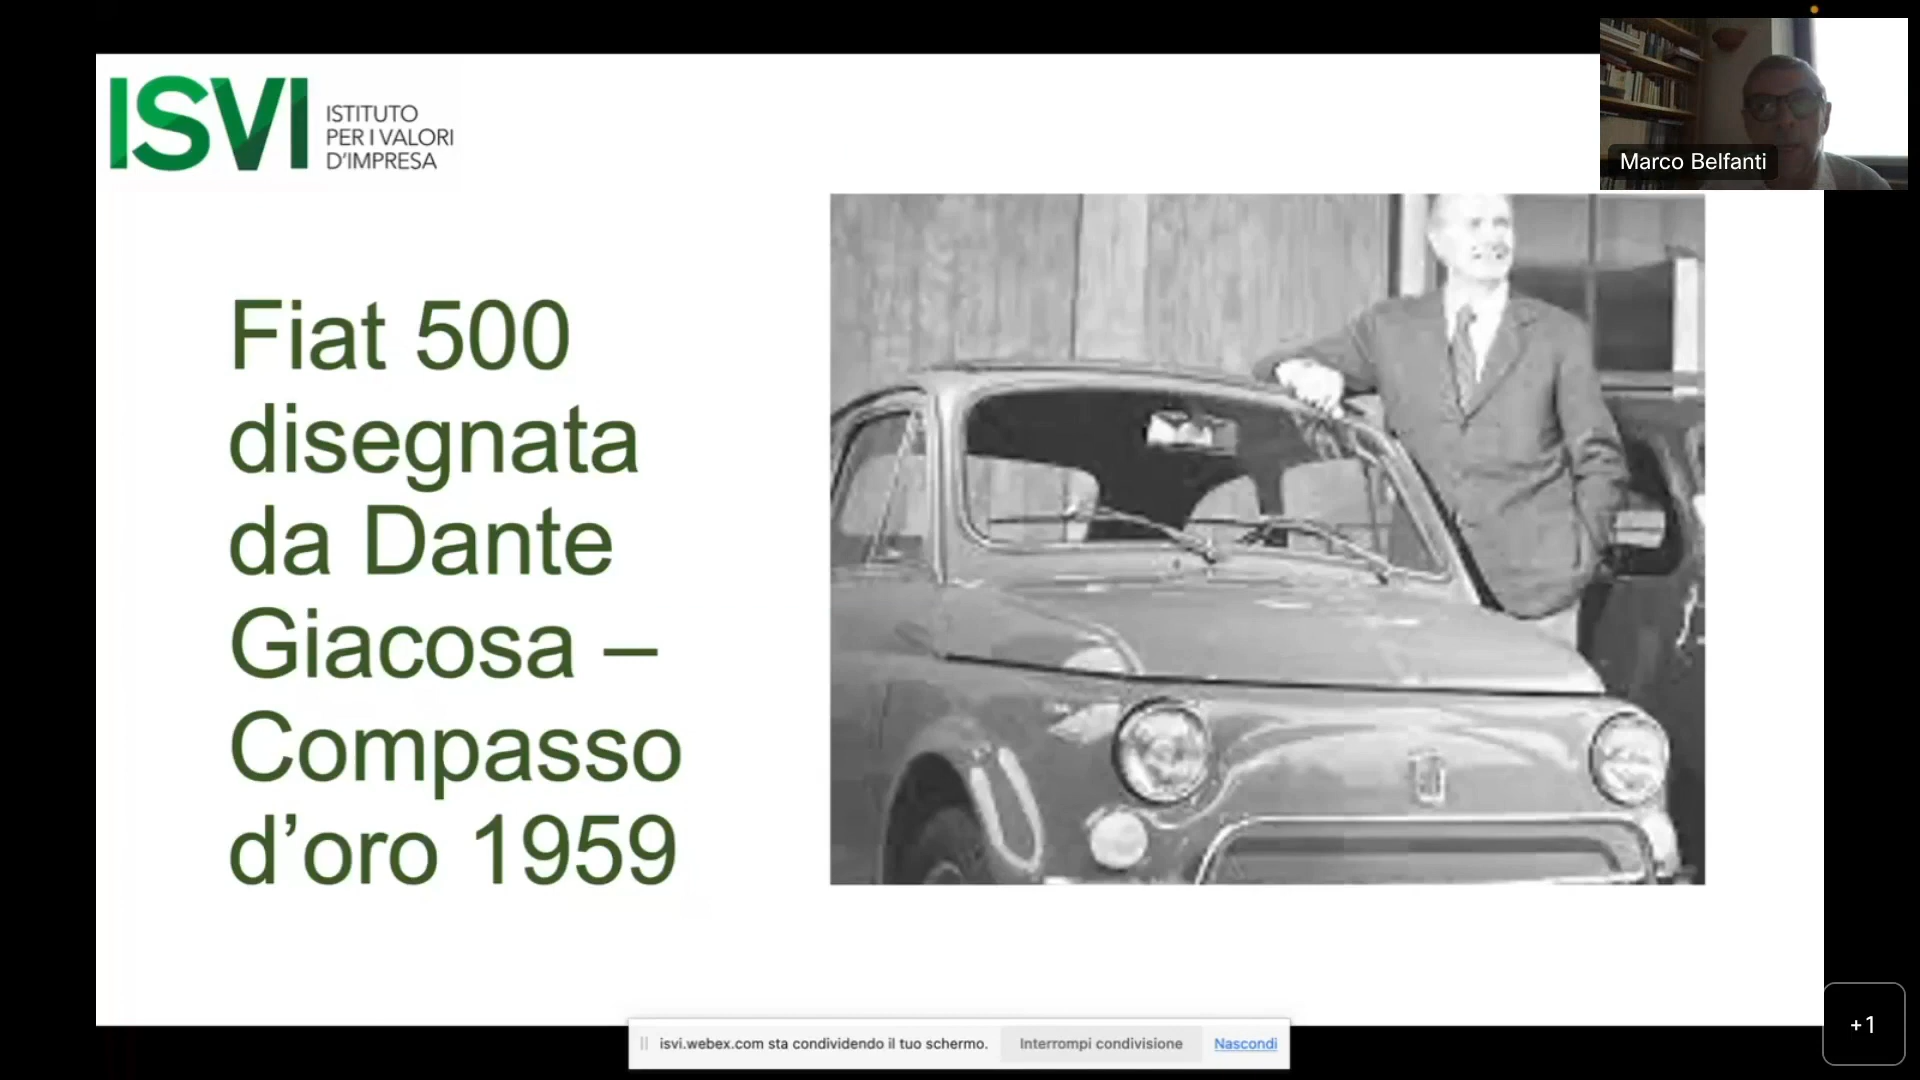 ISVI
ISTITUTO
PER I VALORI
D'IMPRESA
Marco Belfanti
Fiat 500
disegnata
da Dante
Giacosa –
Compasso
d’oro 1959
isvi.webex.com sta condividendo il tuo schermo. Interrompi condivisione Nascondi
+1